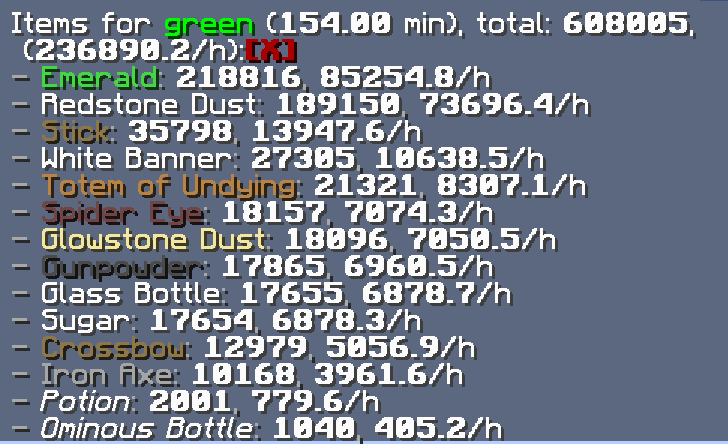 Items for green (154.00 min), total: 608005,
(236890.2/h):[X]
- Emerald: 218816, 85254.8/h
- Redstone Dust: 189150, 73696.4/h
- Stick: 35798, 13947.6/h
- White Banner: 27305, 10638.5/h
- Totem of Undying: 21321, 8307.1/h
- Spider Eye: 18157, 7074.3/h
- Glowstone Dust: 18096, 7050.5/h
- Gunpowder: 17865, 6960.5/h
- Glass Bottle: 17655, 6878.7/h
- Sugar: 17654, 6878.3/h
- Crossbow: 12979, 5056.9/h
- Iron Axe: 10168, 3961.6/h
- Potion: 2001, 779.6/h
- Ominous Bottle: 1040, 405.2/h